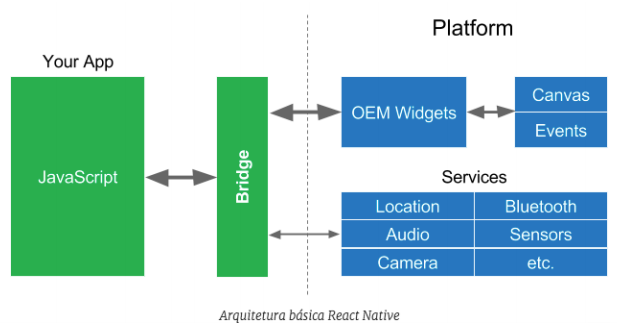 Platform
Your App
JavaScript
Bridge
OEM Widgets
Canvas
Events
Services
Location
Bluetooth
Audio
Sensors
Camera
etc.
Arquitetura básica React Native